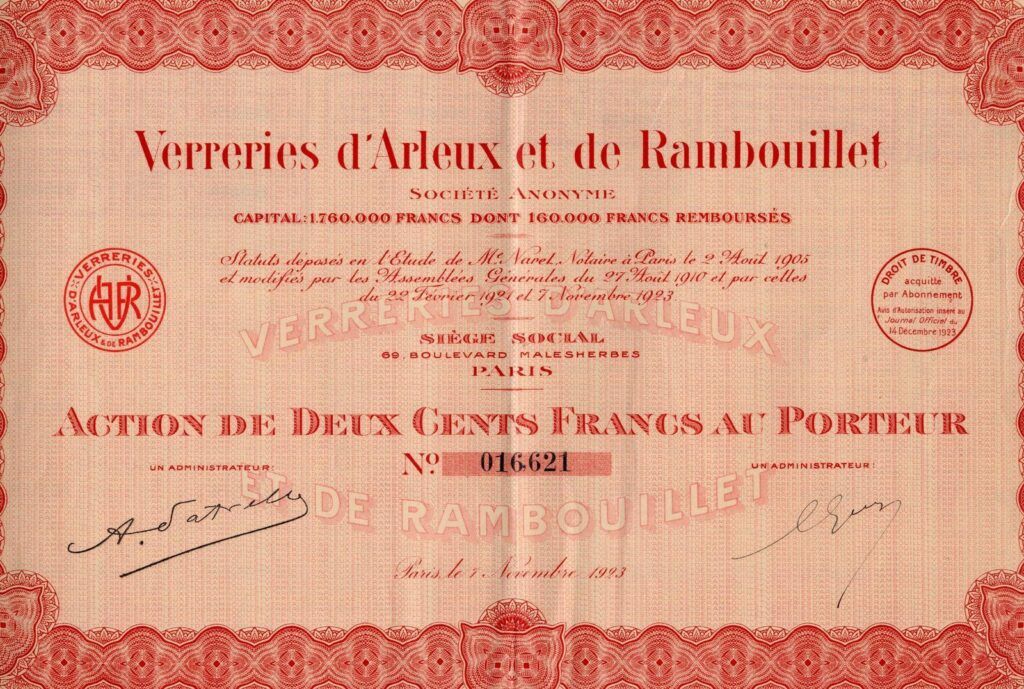 Verreries d'Arleux et de Rambouillet
SOCIÉTÉ ANONYME
CAPITAL: 1.760.000 FRANCS DONT 160.000 FRANCS REMBOURSÉS
Statuts déposés en l'Etude de Me. Navel, Notaire à Paris le 2 Août 1905
et modifiés par les Assemblées Générales du 27 Août 1910 et par celles
du 22 Février 1921 et 7 Novembre 1923
VERRERIES
D'ARLEUX & DE RAMBOUILLET
AVR
DROIT DE TIMBRE
acquitté
par Abonnement
Avis d'Autorisation inséré au
Journal Officiel du
14 Décembre 1923
VERRERIES D'ARLEUX
SIÈGE SOCIAL
69, BOULEVARD MALESHERBES
PARIS
ACTION DE DEUX CENTS FRANCS AU PORTEUR
No. 016,621
UN ADMINISTRATEUR:
UN ADMINISTRATEUR:
ET DE RAMBOUILLET
Paris, le 7 Novembre 1923